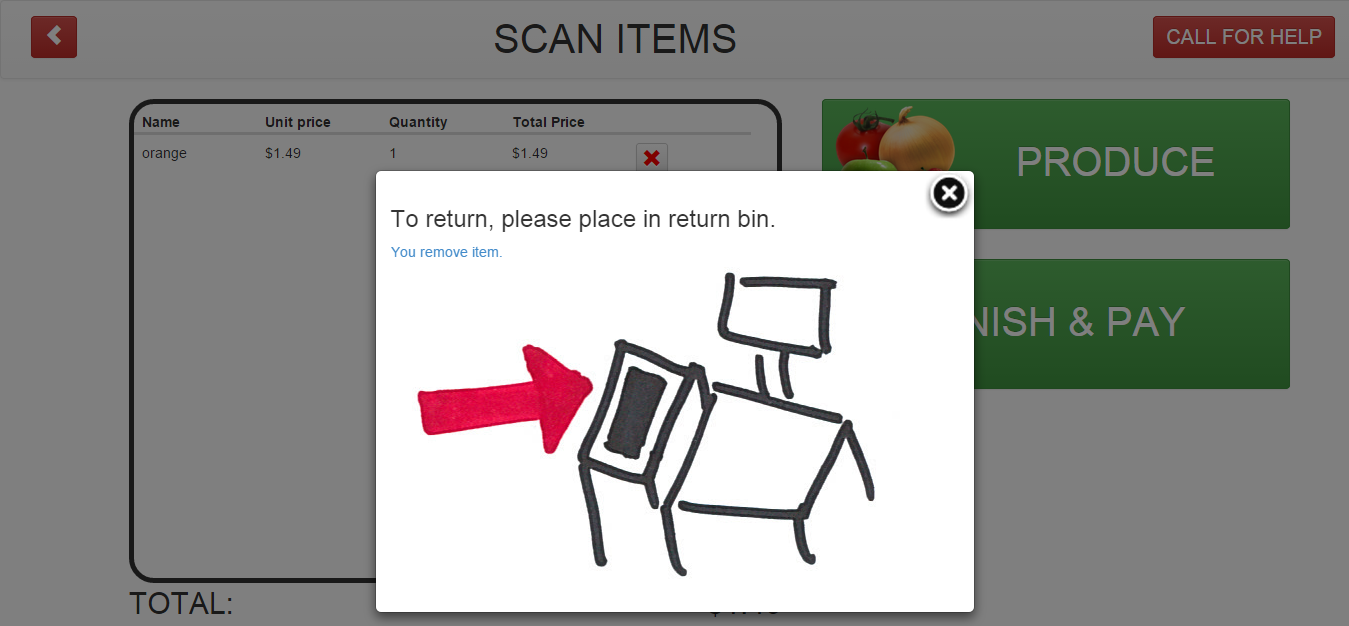 SCAN ITEMS
CALL FOR HELP
Name Unit price Quantity Total Price
orange $1.49 1 $1.49
PRODUCE
To return, please place in return bin.
You remove item.
NISH & PAY
TOTAL: